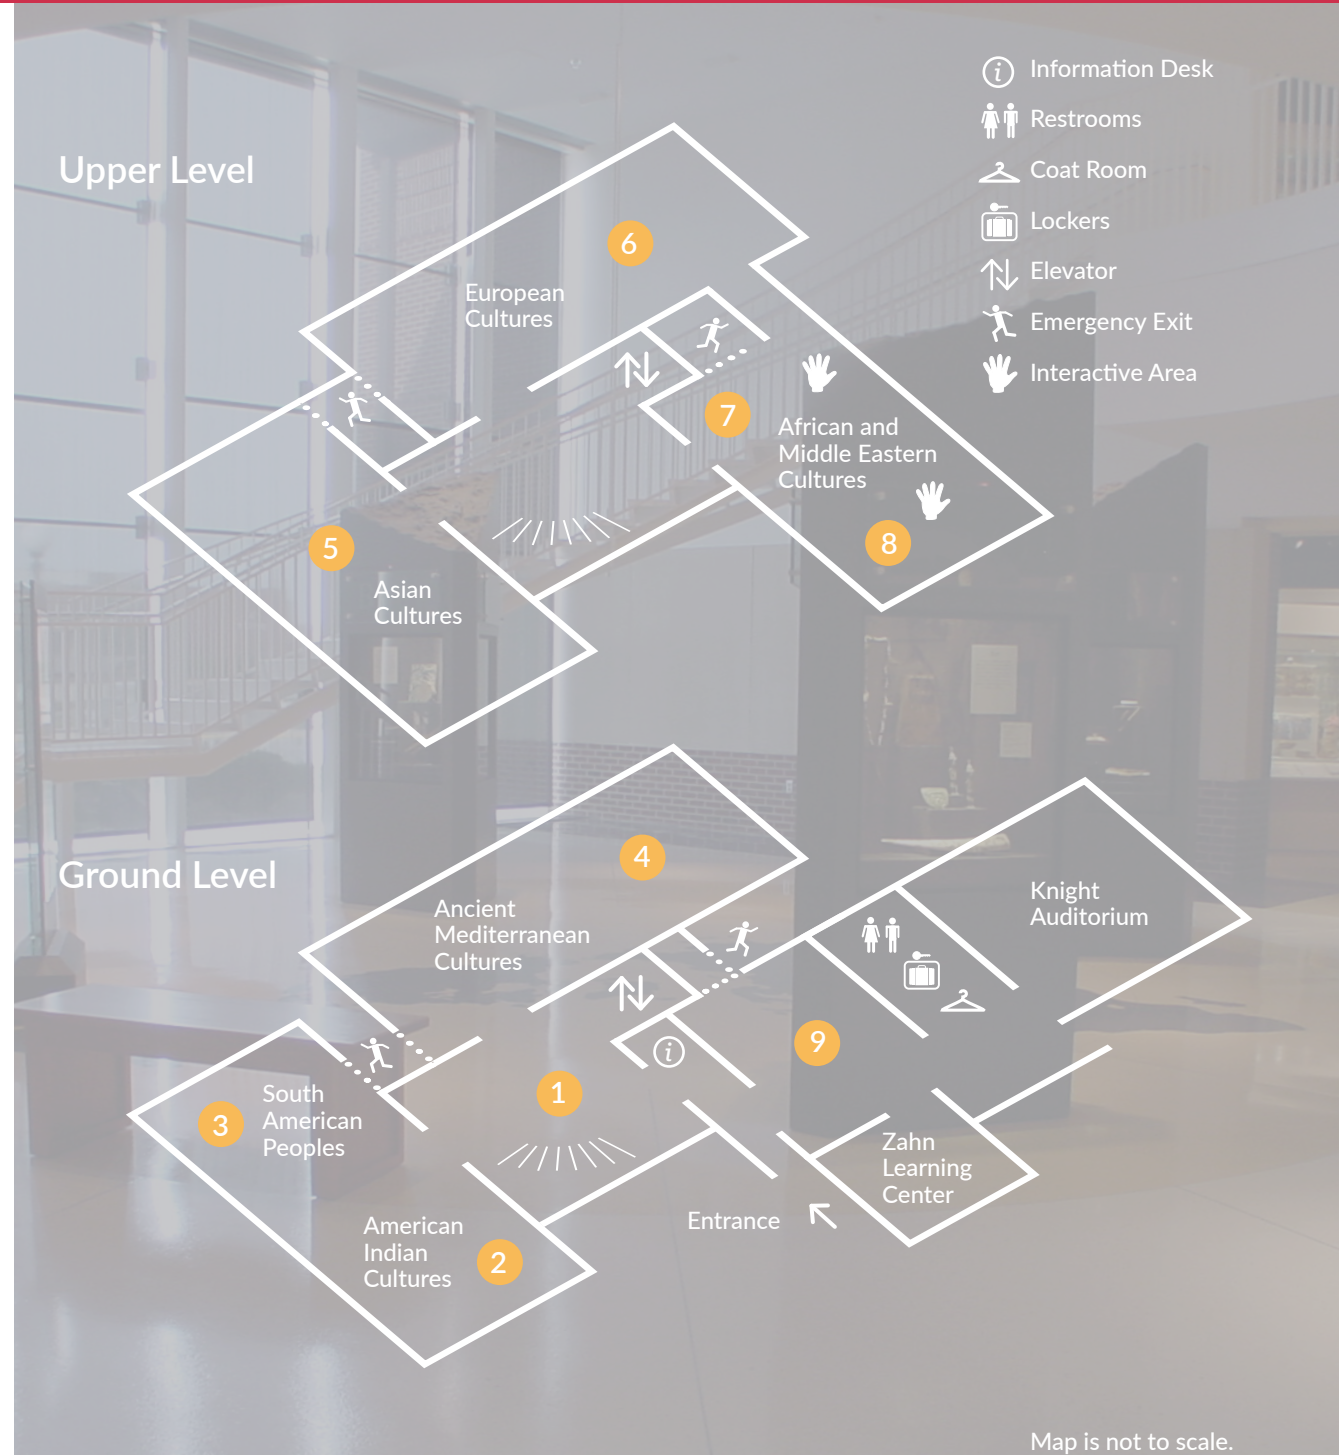 Upper Level
Information Desk
Restrooms
Coat Room
Lockers
Elevator
Emergency Exit
Interactive Area
6
European
Cultures
7
African and
Middle Eastern
Cultures
8
5
Asian
Cultures
Ground Level
4
Ancient
Mediterranean
Cultures
Knight
Auditorium
9
1
3
South
American
Peoples
Zahn
Learning
Center
Entrance
American
Indian
Cultures
2
Map is not to scale.